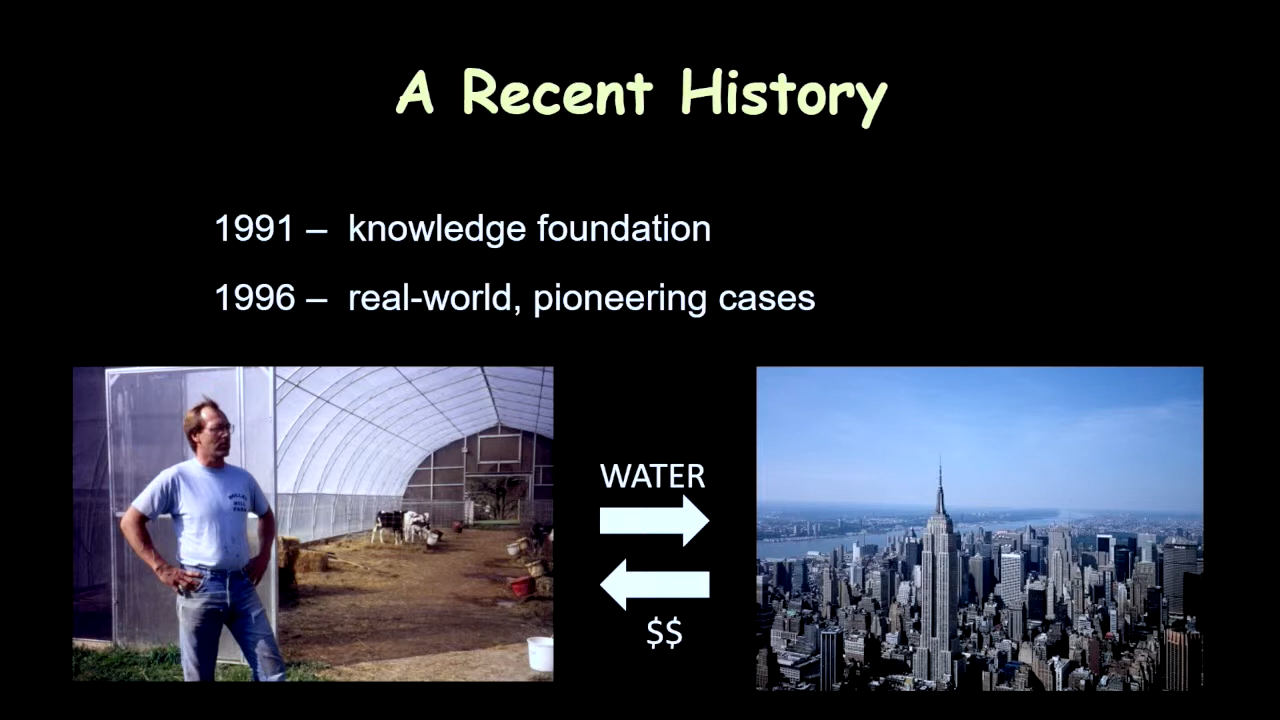 A Recent History
1991 – knowledge foundation
1996 – real-world, pioneering cases
WATER
$$